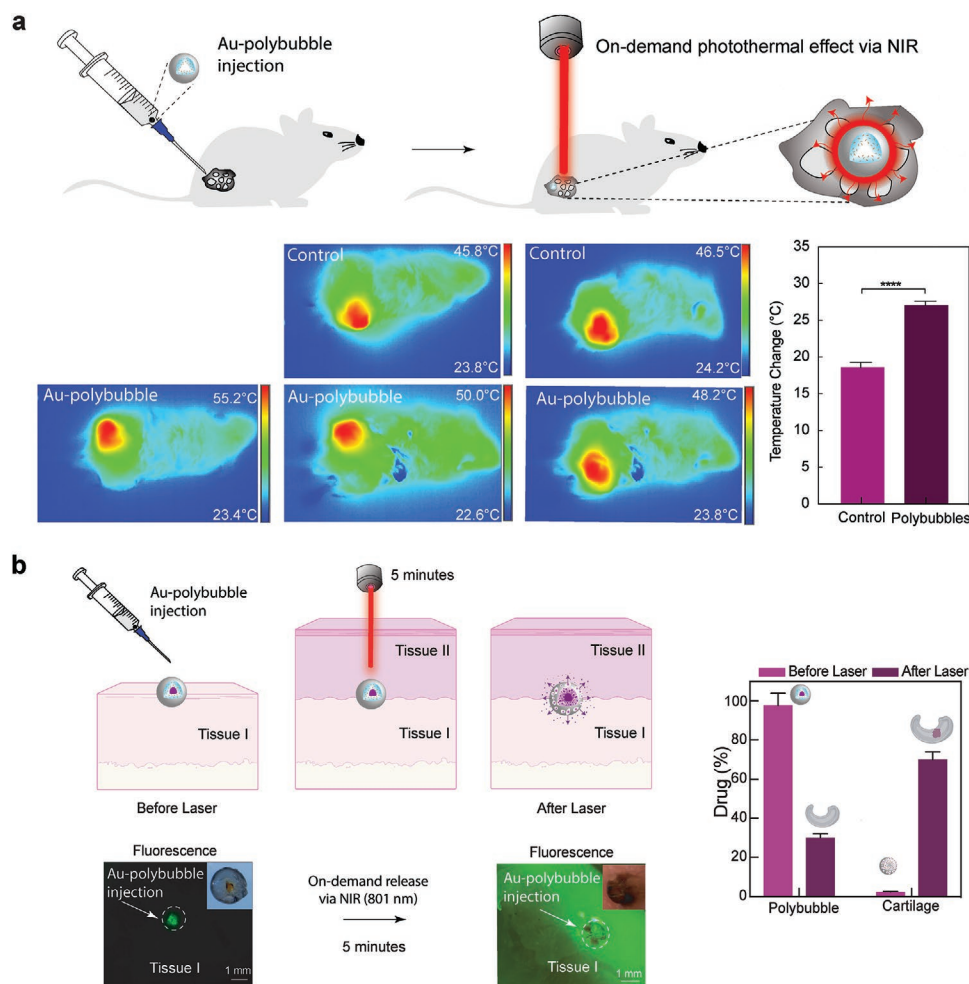 a
Au-polybubble
injection
On-demand photothermal effect via NIR
Control
45.8°C
23.8°C
46.5°C
24.2°C
Au-polybubble
55.2°C
23.4°C
Au-polybubble
50.0°C
22.6°C
Au-polybubble
48.2°C
23.8°C
Temperature Change (°C)
35
30
25
20
15
10
5
0
****
Control
Polybubbles
b
Au-polybubble
injection
5 minutes
Tissue I
Before Laser
Tissue II
Tissue I
Tissue II
Tissue I
After Laser
Fluorescence
Au-polybubble
injection
Tissue I
1 mm
On-demand release
via NIR (801 nm)
5 minutes
Fluorescence
Au-polybubble
injection
Tissue I
1 mm
Before Laser
After Laser
Drug (%)
100
80
60
40
20
0
Polybubble
Cartilage